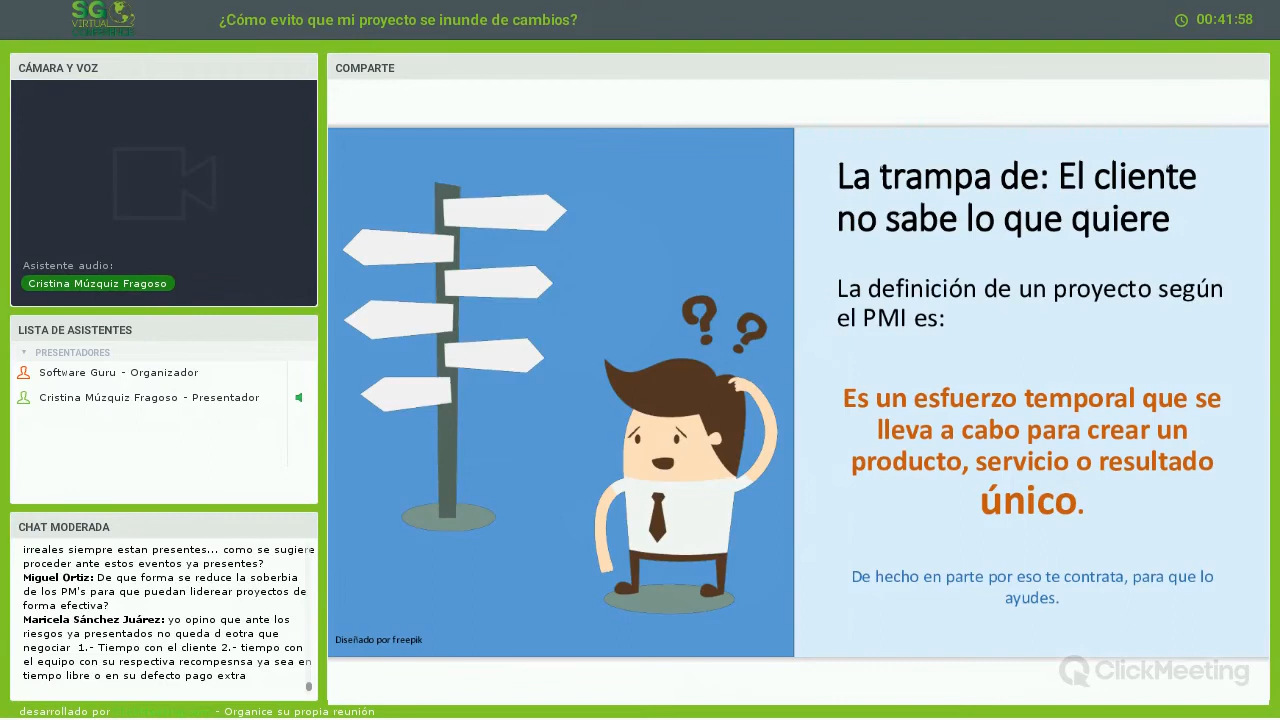 SG
VIRTUAL
CONFERENCE
¿Cómo evito que mi proyecto se inunde de cambios?
00:41:58
CÁMARA Y VOZ
Asistente audio:
Cristina Múzquiz Fragoso
LISTA DE ASISTENTES
PRESENTADORES
Software Guru - Organizador
Cristina Múzquiz Fragoso - Presentador
CHAT MODERADA
irreales siempre estan presentes... como se sugiere
proceder ante estos eventos ya presentes?
Miguel Ortiz: De que forma se reduce la soberbia
de los PM's para que puedan liderear proyectos de
forma efectiva?
Maricela Sánchez Juárez: yo opino que ante los
riesgos ya presentados no queda d eotra que
negociar 1.- Tiempo con el cliente 2.- tiempo con
el equipo con su respectiva recompesnsa ya sea en
tiempo libre o en su defecto pago extra
desarrollado por
- Organice su propia reunión
COMPARTE
La trampa de: El cliente
no sabe lo que quiere
La definición de un proyecto según
el PMI es:
Es un esfuerzo temporal que se
lleva a cabo para crear un
producto, servicio o resultado
único.
De hecho en parte por eso te contrata, para que lo
ayudes.
Diseñado por freepik
ClickMeeting